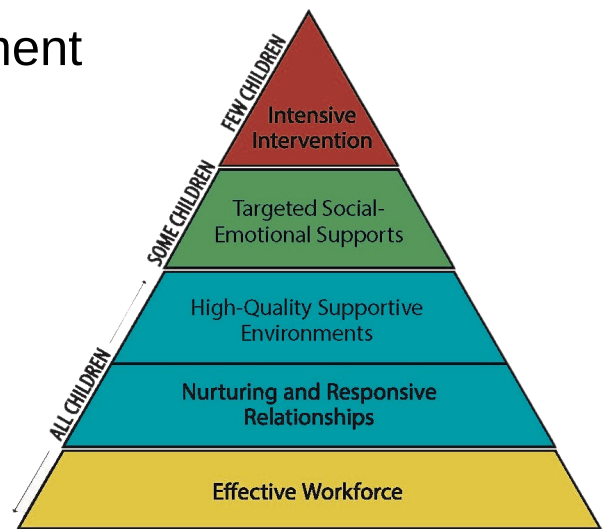 FEW CHILDREN
Intensive
Intervention
SOME CHILDREN
Targeted Social-
Emotional Supports
High-Quality Supportive
Environments
ALL CHILDREN
Nurturing and Responsive
Relationships
Effective Workforce